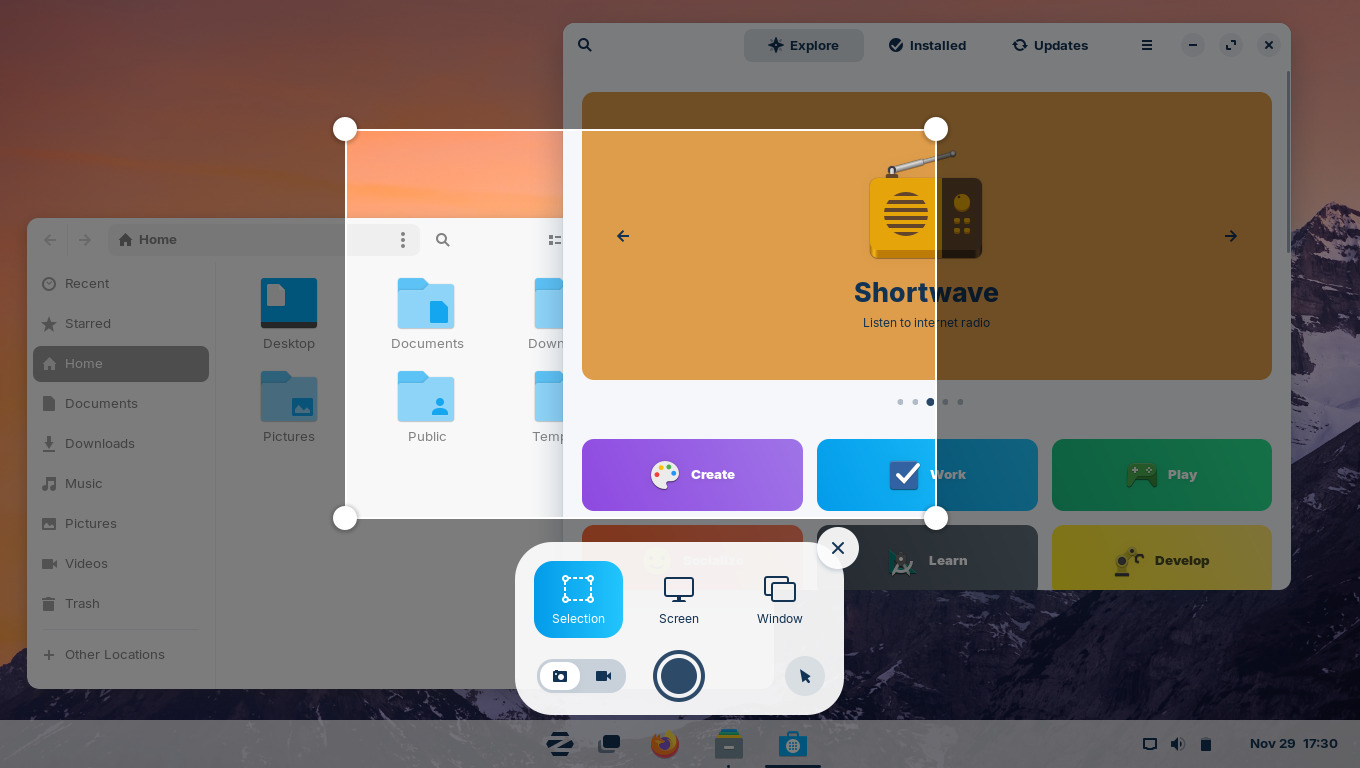 Explore
Installed
Updates
Home
Recent
Starred
Home
Documents
Downloads
Music
Pictures
Videos
Trash
Other Locations
Desktop
Documents
Down
Pictures
Public
Temp
Shortwave
Listen to internet radio
Create
Work
Play
Socialize
Learn
Develop
Selection
Screen
Window
Nov 29 17:30